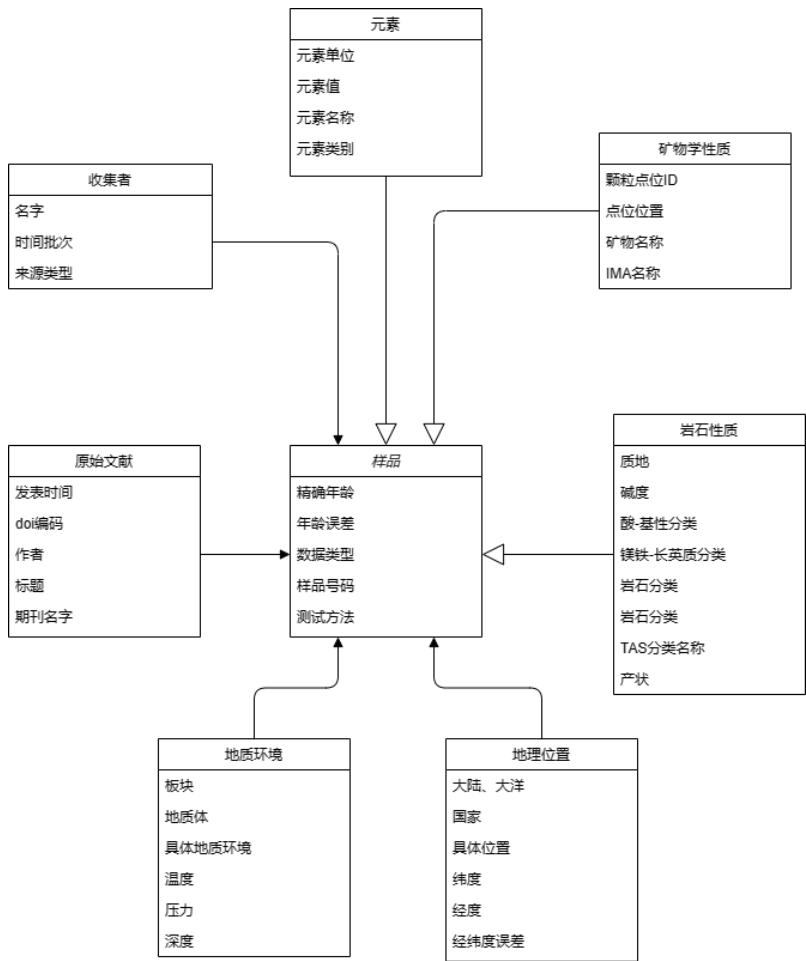 元素
元素单位
元素值
元素名称
元素类别
收集者
名字
时间批次
来源类型
矿物学性质
颗粒点位ID
点位位置
矿物名称
IMA名称
原始文献
发表时间
doi编码
作者
标题
期刊名字
样品
精确年龄
年龄误差
数据类型
样品号码
测试方法
岩石性质
质地
碱度
酸-基性分类
镁铁-长英质分类
岩石分类
岩石分类
TAS分类名称
产状
地质环境
板块
地质体
具体地质环境
温度
压力
深度
地理位置
大陆、大洋
国家
具体位置
纬度
经度
经纬度误差